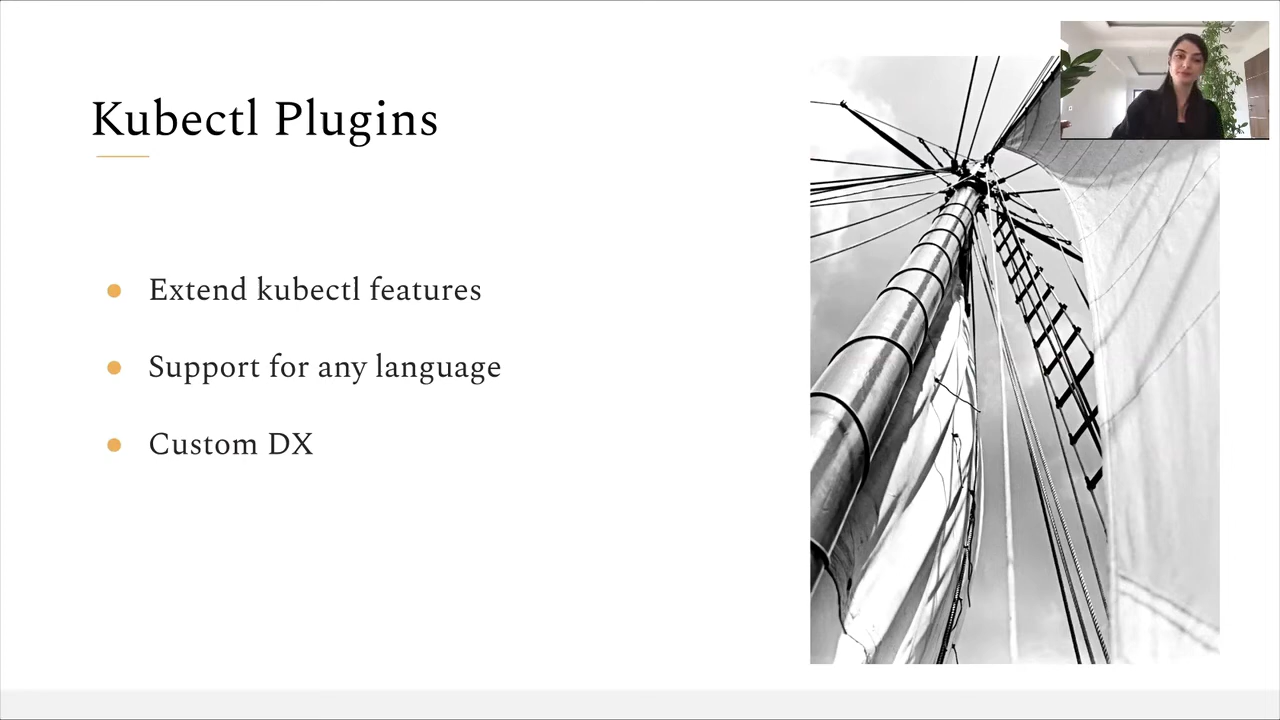 Kubectl Plugins
Extend kubectl features
Support for any language
Custom DX